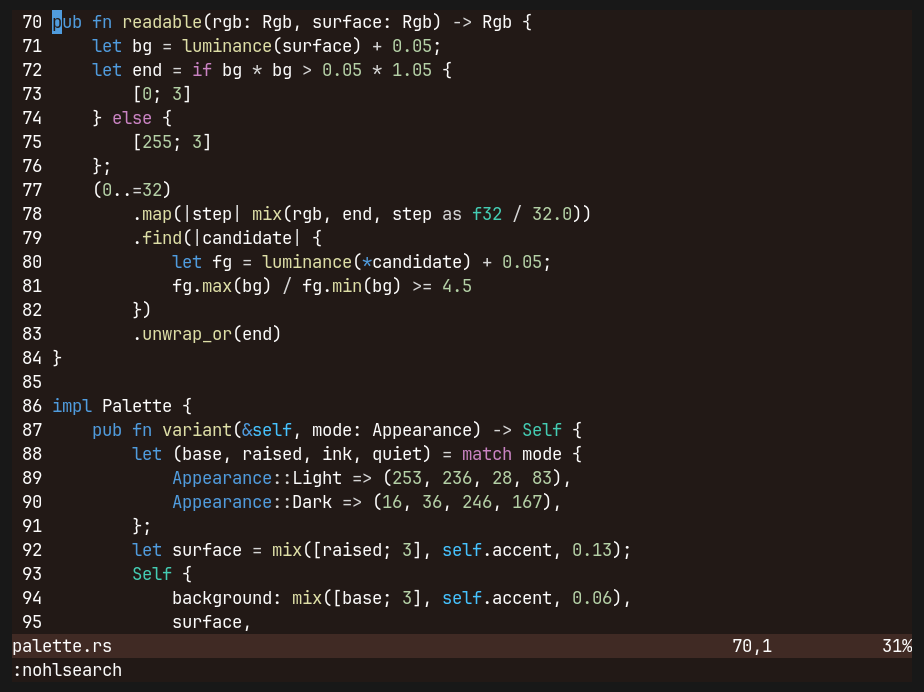 70 pub fn readable(rgb: Rgb, surface: Rgb) -> Rgb {
71     let bg = luminance(surface) + 0.05;
72     let end = if bg * bg > 0.05 * 1.05 {
73         [0; 3]
74     } else {
75         [255; 3]
76     };
77     (0..=32)
78         .map(|step| mix(rgb, end, step as f32 / 32.0))
79         .find(|candidate| {
80             let fg = luminance(*candidate) + 0.05;
81             fg.max(bg) / fg.min(bg) >= 4.5
82         })
83         .unwrap_or(end)
84 }
85
86 impl Palette {
87     pub fn variant(&self, mode: Appearance) -> Self {
88         let (base, raised, ink, quiet) = match mode {
89             Appearance::Light => (253, 236, 28, 83),
90             Appearance::Dark => (16, 36, 246, 167),
91         };
92         let surface = mix([raised; 3], self.accent, 0.13);
93         Self {
94             background: mix([base; 3], self.accent, 0.06),
95             surface,
palette.rs 70,1 31%
:nohlsearch